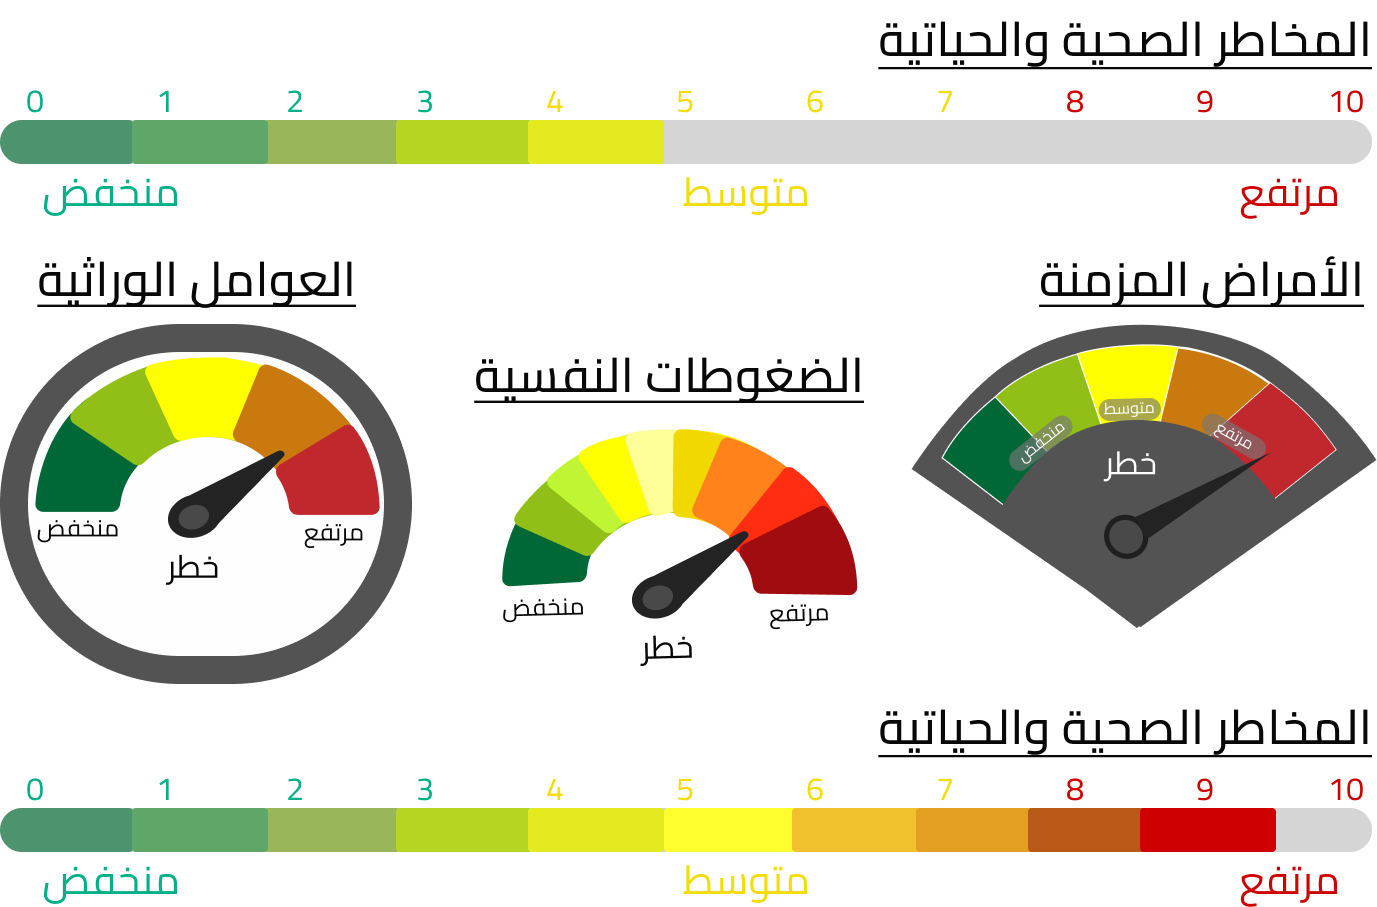 المخاطر الصحية والحياتية
0 1 2 3 4 5 6 7 8 9 10
منخفض متوسط مرتفع
الأمراض المزمنة
منخفض متوسط مرتفع
خطر
الضغوطات النفسية
منخفض مرتفع
خطر
العوامل الوراثية
منخفض مرتفع
خطر
المخاطر الصحية والحياتية
0 1 2 3 4 5 6 7 8 9 10
منخفض متوسط مرتفع